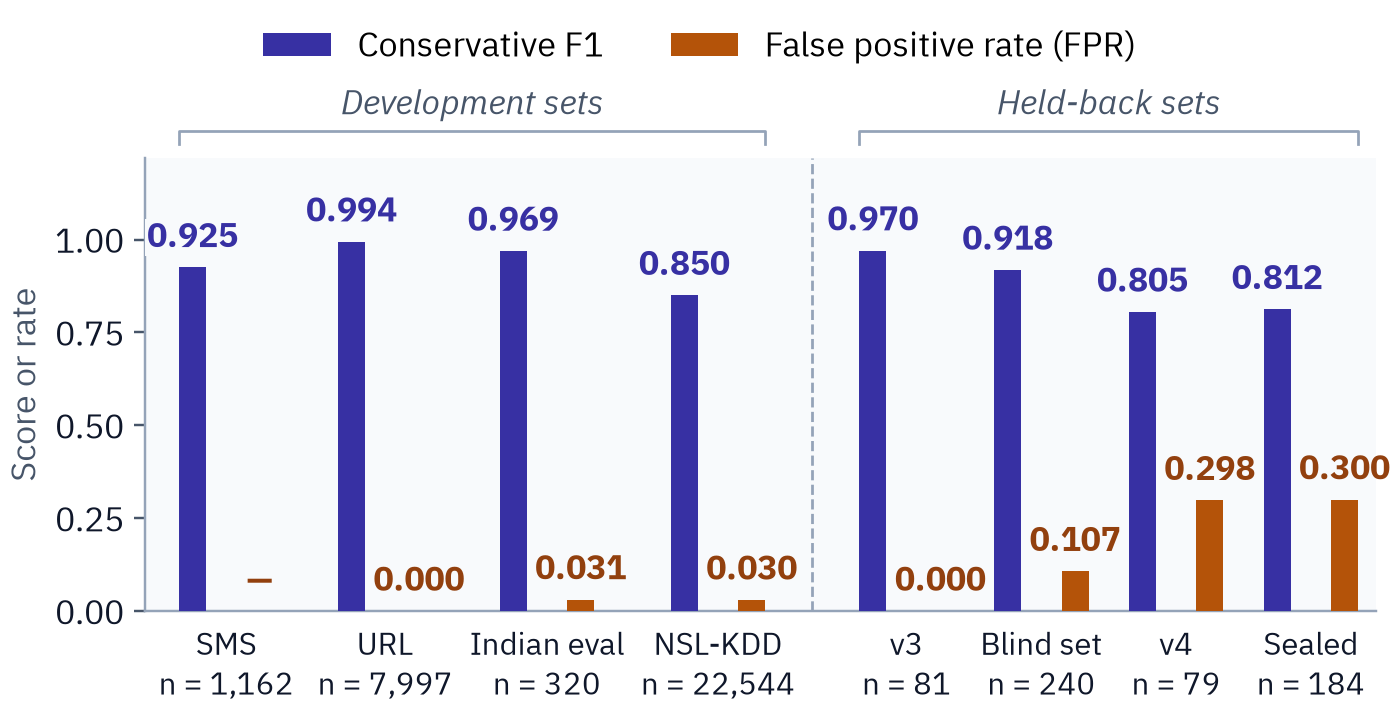 Conservative F1 False positive rate (FPR)
Development sets Held-back sets
0.925 0.994 0.969 0.850 0.970 0.918 0.805 0.812
– 0.000 0.031 0.030 0.000 0.107 0.298 0.300
Score or rate
1.00
0.75
0.50
0.25
0.00
SMS URL Indian eval NSL-KDD v3 Blind set v4 Sealed
n = 1,162 n = 7,997 n = 320 n = 22,544 n = 81 n = 240 n = 79 n = 184